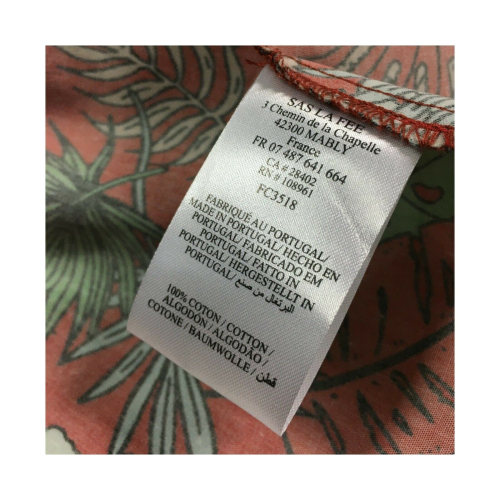 SAS LA FEE
3 Chemin de la Chapelle
42300 MABLY
France
FR 07 487 641 664
CA # 28402
RN # 108961
FC3518
FABRIQUÉ AU PORTUGAL/
MADE IN PORTUGAL/ HECHO EN
PORTUGAL/ FABRICADO EM
PORTUGAL/ FATTO IN
PORTUGAL/ HERGESTELLT IN
البرتغال من صنع/
100% COTON / COTTON /
ALGODÓN / ALGODÃO /
COTONE / BAUMWOLLE /
قطن